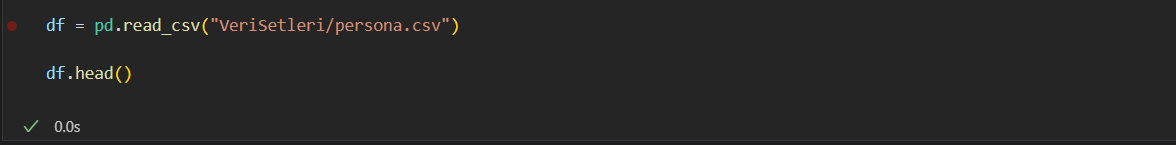 df = pd.read_csv("VeriSetleri/persona.csv")
df.head()
0.0s